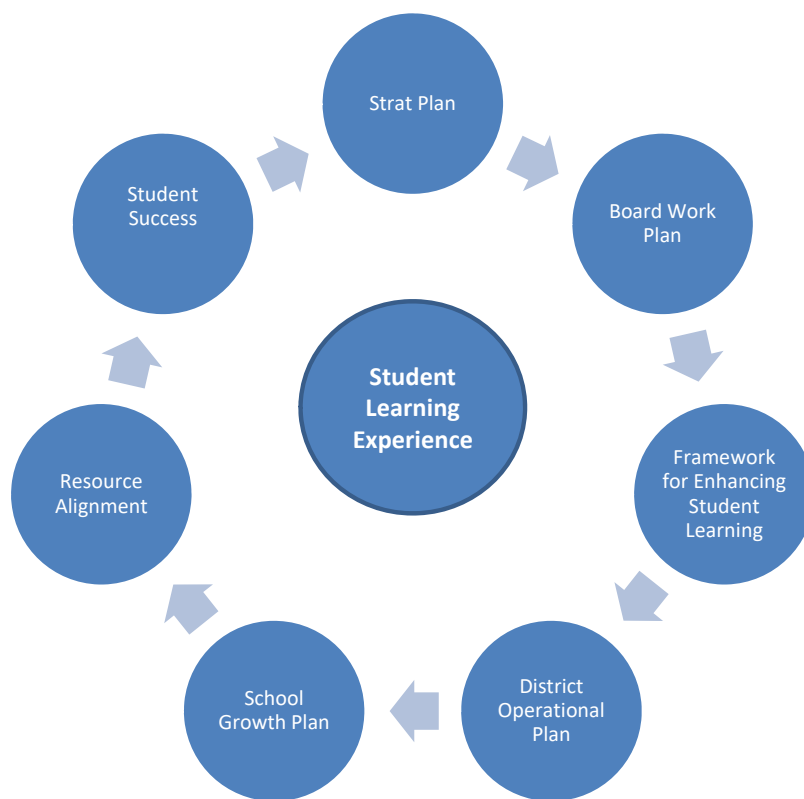 Strat Plan
Board Work
Plan
Framework
for Enhancing
Student
Learning
District
Operational
Plan
School
Growth Plan
Resource
Alignment
Student
Success
Student
Learning
Experience